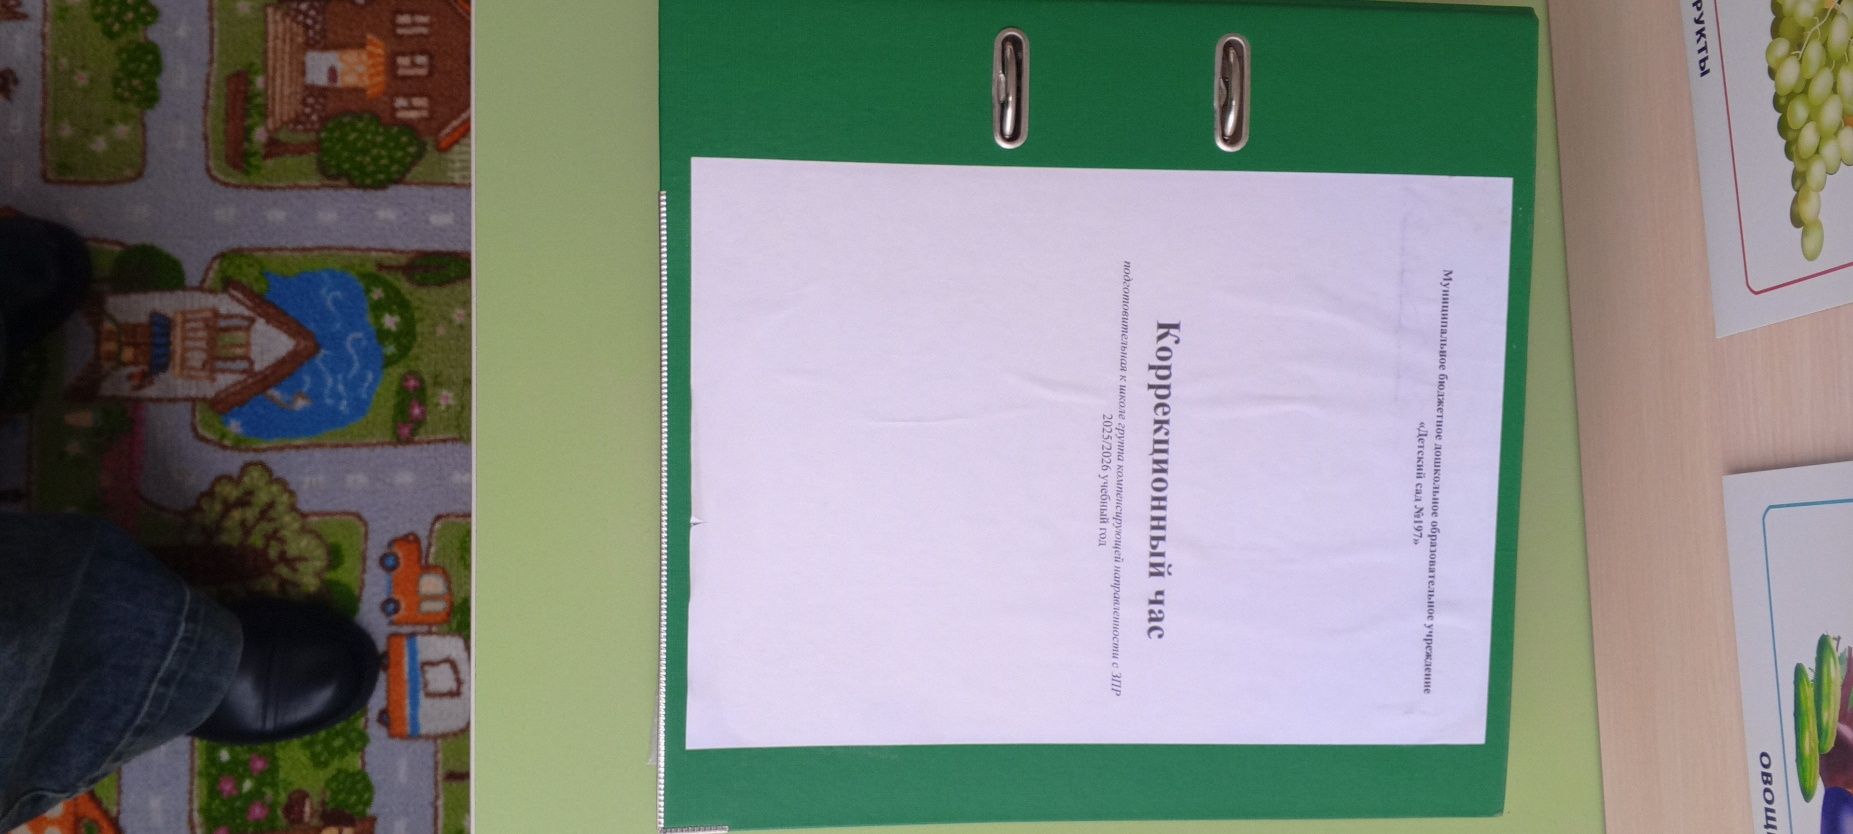 Муниципальное бюджетное дошкольное образовательное учреждение
«Детский сад №197»
Коррекционный час
подготовительная к школе группа компенсирующей направленности с ЗПР
2025/2026 учебный год
РУКТЫ
ОВОЩ